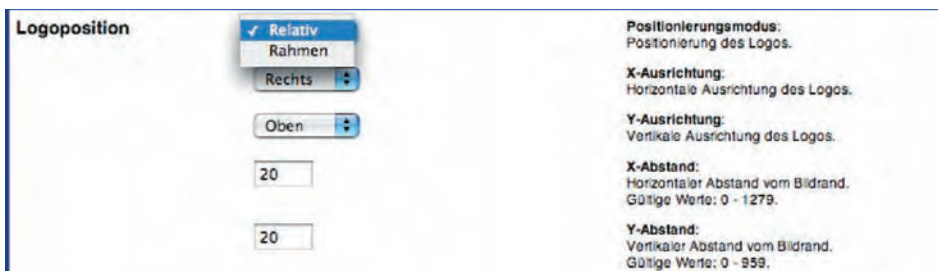 Logoposition
✓ Relativ
Rahmen
Rechts
Oben
20
20
Positionierungsmodus:
Positionierung des Logos.
X-Ausrichtung:
Horizontale Ausrichtung des Logos.
Y-Ausrichtung:
Vertikale Ausrichtung des Logos.
X-Abstand:
Horizontaler Abstand vom Bildrand.
Gültige Werte: 0 - 1279.
Y-Abstand:
Vertikaler Abstand vom Bildrand.
Gültige Werte: 0 - 959.